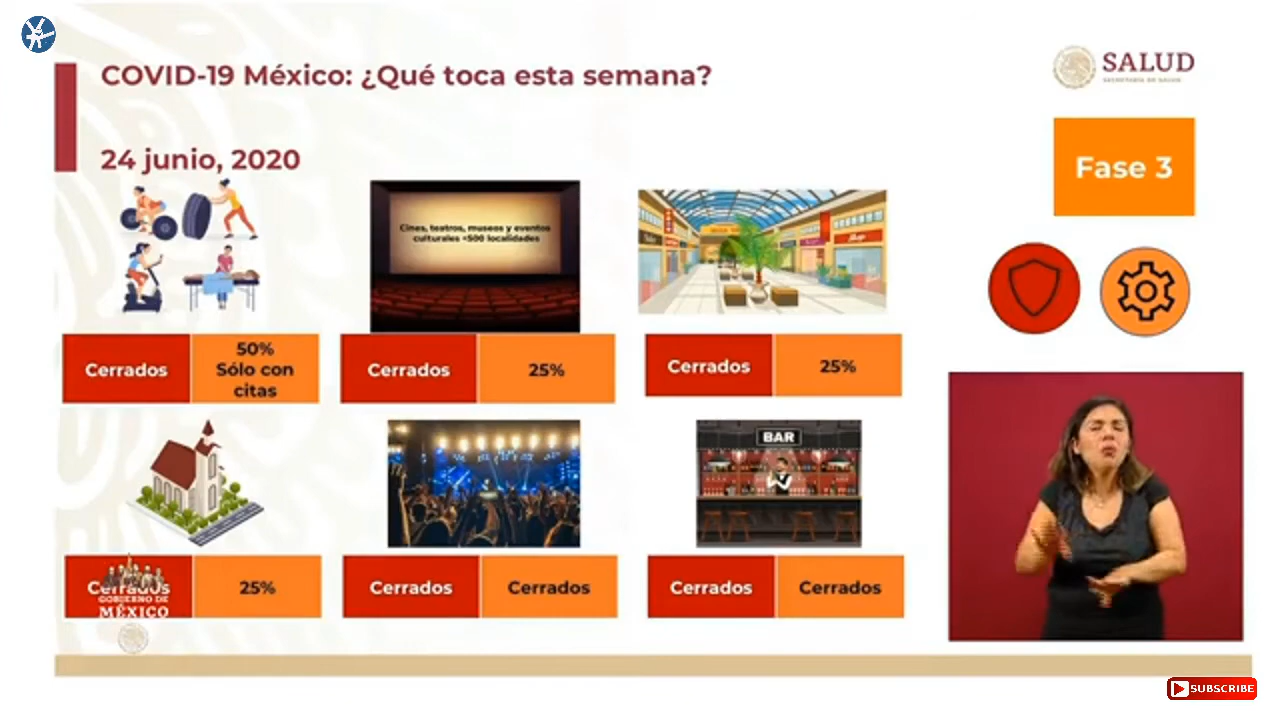 COVID-19 México: ¿Qué toca esta semana?
SALUD
SECRETARÍA DE SALUD
24 junio, 2020
Fase 3
Cines, teatros, museos y eventos
culturales <500 localidades
Cerrados
50%
Sólo con
citas
Cerrados
25%
Cerrados
25%
BAR
Cerrados
25%
Cerrados
Cerrados
Cerrados
Cerrados
GOBIERNO DE
MÉXICO
SUBSCRIBE